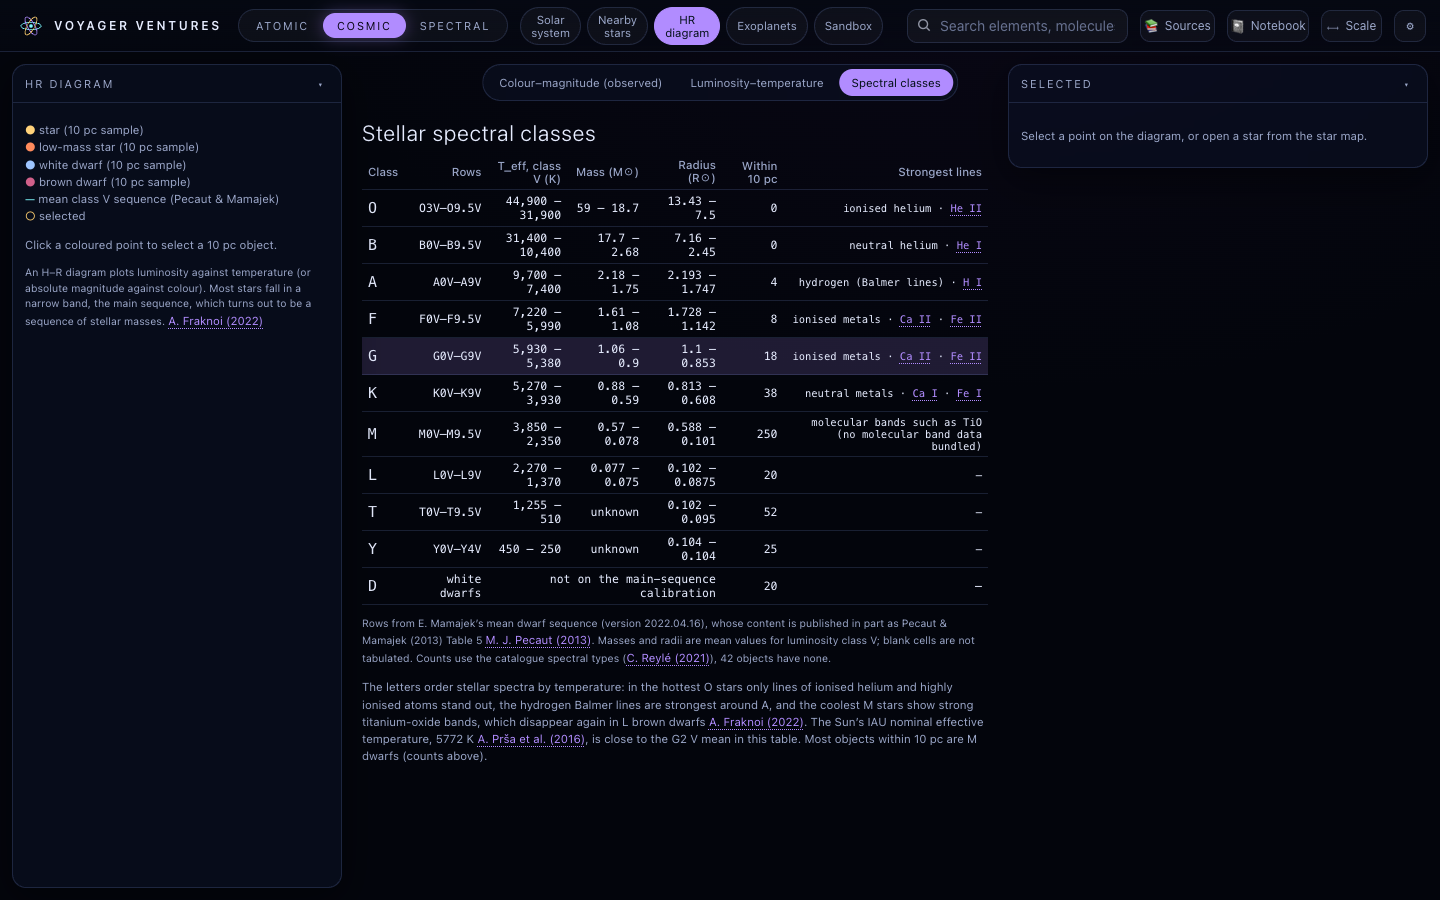 VOYAGER VENTURES
ATOMIC
COSMIC
SPECTRAL
Solar system
Nearby stars
HR diagram
Exoplanets
Sandbox
Search elements, molecule
Sources
Notebook
Scale
HR DIAGRAM
star (10 pc sample)
low-mass star (10 pc sample)
white dwarf (10 pc sample)
brown dwarf (10 pc sample)
— mean class V sequence (Pecaut & Mamajek)
selected
Click a coloured point to select a 10 pc object.
An H–R diagram plots luminosity against temperature (or
absolute magnitude against colour). Most stars fall in a
narrow band, the main sequence, which turns out to be a
sequence of stellar masses. A. Fraknoi (2022)
Colour–magnitude (observed)
Luminosity–temperature
Spectral classes
Stellar spectral classes
Class Rows T_eff, class V (K) Mass (M☉) Radius (R☉) Within 10 pc Strongest lines
O O3V–O9.5V 44,900 – 31,900 59 – 18.7 13.43 – 7.5 0 ionised helium · He II
B B0V–B9.5V 31,400 – 10,400 17.7 – 2.68 7.16 – 2.45 0 neutral helium · He I
A A0V–A9V 9,700 – 7,400 2.18 – 1.75 2.193 – 1.747 4 hydrogen (Balmer lines) · H I
F F0V–F9.5V 7,220 – 5,990 1.61 – 1.08 1.728 – 1.142 8 ionised metals · Ca II · Fe II
G G0V–G9V 5,930 – 5,380 1.06 – 0.9 1.1 – 0.853 18 ionised metals · Ca II · Fe II
K K0V–K9V 5,270 – 3,930 0.88 – 0.59 0.813 – 0.608 38 neutral metals · Ca I · Fe I
M M0V–M9.5V 3,850 – 2,350 0.57 – 0.078 0.588 – 0.101 250 molecular bands such as TiO (no molecular band data bundled)
L L0V–L9V 2,270 – 1,370 0.077 – 0.075 0.102 – 0.0875 20 –
T T0V–T9.5V 1,255 – 510 unknown 0.102 – 0.095 52 –
Y Y0V–Y4V 450 – 250 unknown 0.104 – 0.104 25 –
D white dwarfs not on the main-sequence calibration 20 –
Rows from E. Mamajek's mean dwarf sequence (version 2022.04.16), whose content is published in part as Pecaut &
Mamajek (2013) Table 5 M. J. Pecaut (2013). Masses and radii are mean values for luminosity class V; blank cells are not
tabulated. Counts use the catalogue spectral types (C. Reylé (2021)), 42 objects have none.
The letters order stellar spectra by temperature: in the hottest O stars only lines of ionised helium and highly
ionised atoms stand out, the hydrogen Balmer lines are strongest around A, and the coolest M stars show strong
titanium-oxide bands, which disappear again in L brown dwarfs A. Fraknoi (2022). The Sun's IAU nominal effective
temperature, 5772 K A. Prša et al. (2016), is close to the G2 V mean in this table. Most objects within 10 pc are M
dwarfs (counts above).
SELECTED
Select a point on the diagram, or open a star from the star map.